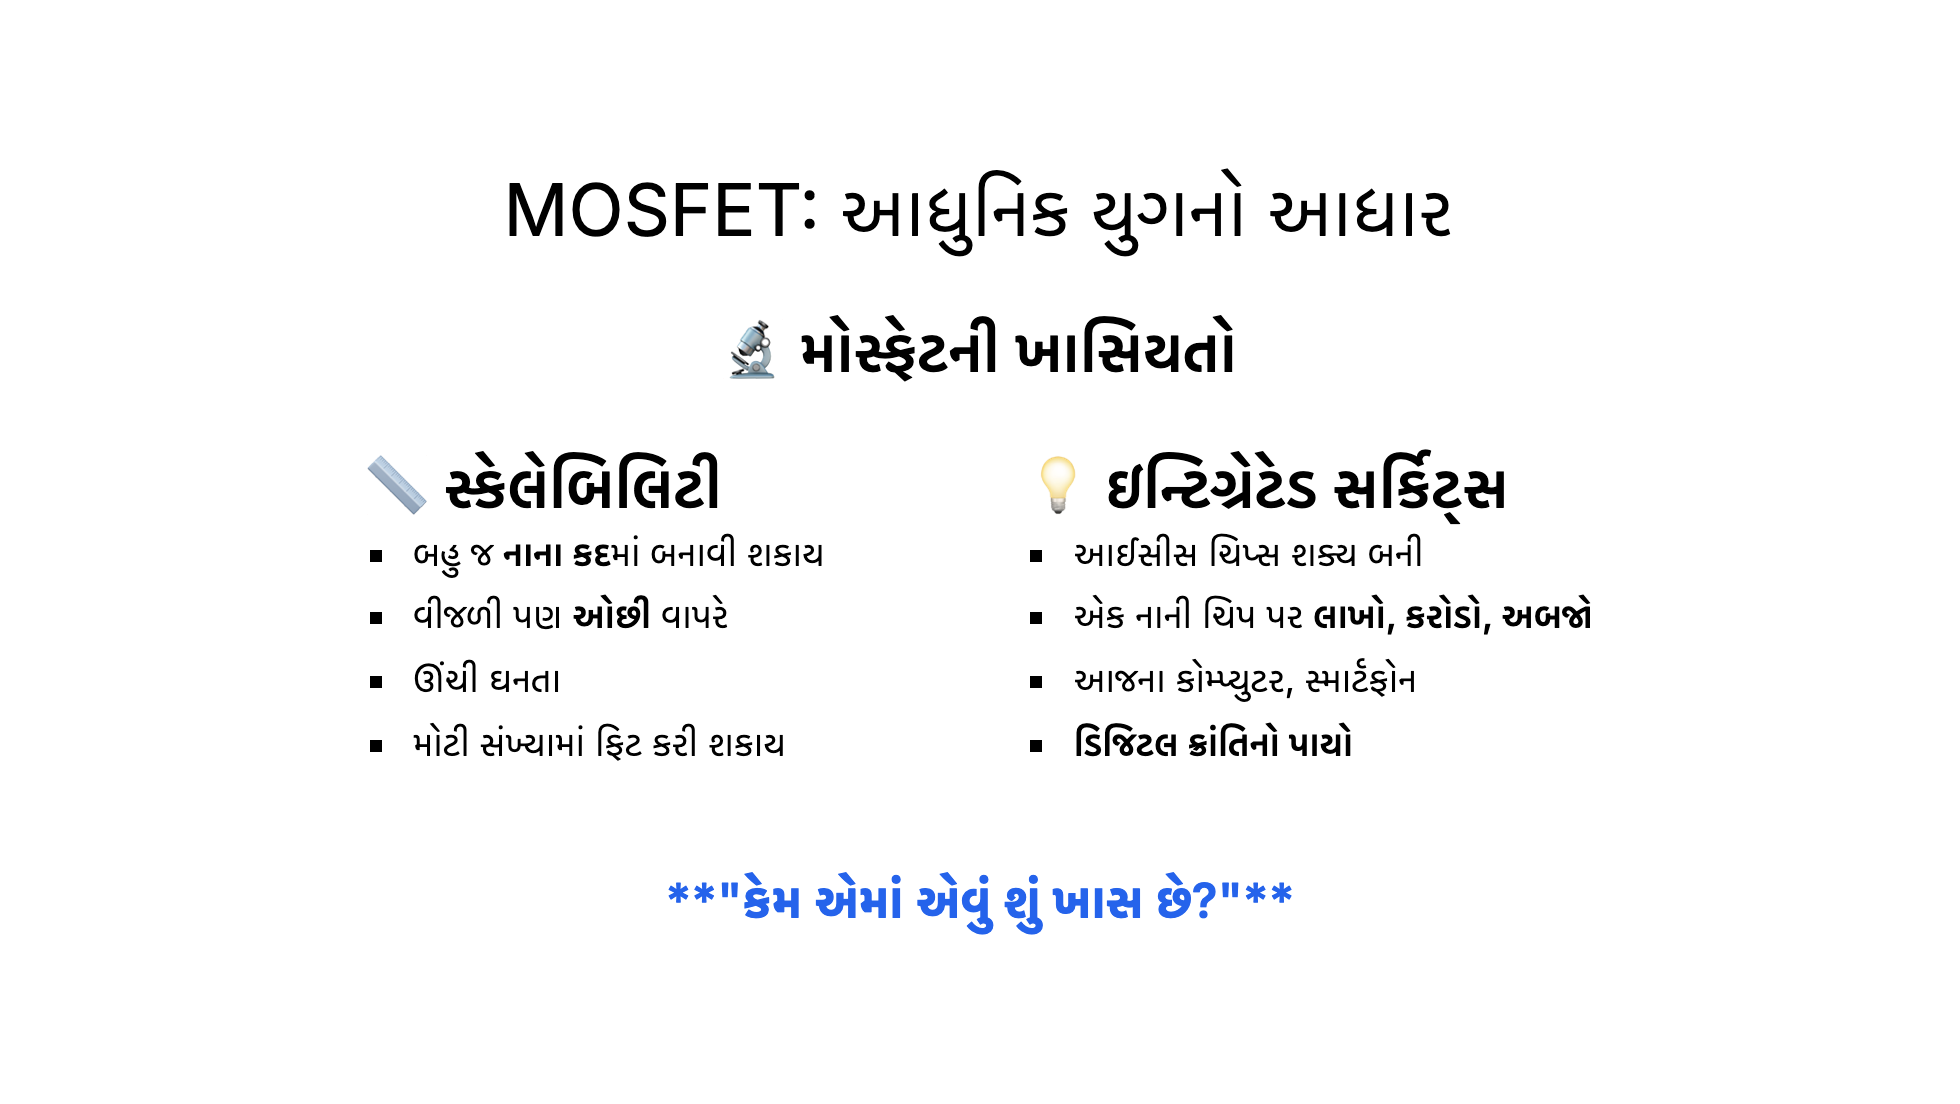 MOSFET: આધુનિક યુગનો આધાર
🔬 મોસ્ફેટની ખાસિયતો
📏 સ્કેલેબિલિટી
▪ બહુ જ નાના કદમાં બનાવી શકાય
▪ વીજળી પણ ઓછી વાપરે
▪ ઊંચી ઘનતા
▪ મોટી સંખ્યામાં ફિટ કરી શકાય
💡 ઇન્ટિગ્રેટેડ સર્કિટ્સ
▪ આઈસીસ ચિપ્સ શક્ય બની
▪ એક નાની ચિપ પર લાખો, કરોડો, અબજો
▪ આજના કોમ્પ્યુટર, સ્માર્ટફોન
▪ ડિજિટલ ક્રાંતિનો પાયો
**"કેમ એમાં એવું શું ખાસ છે?"**